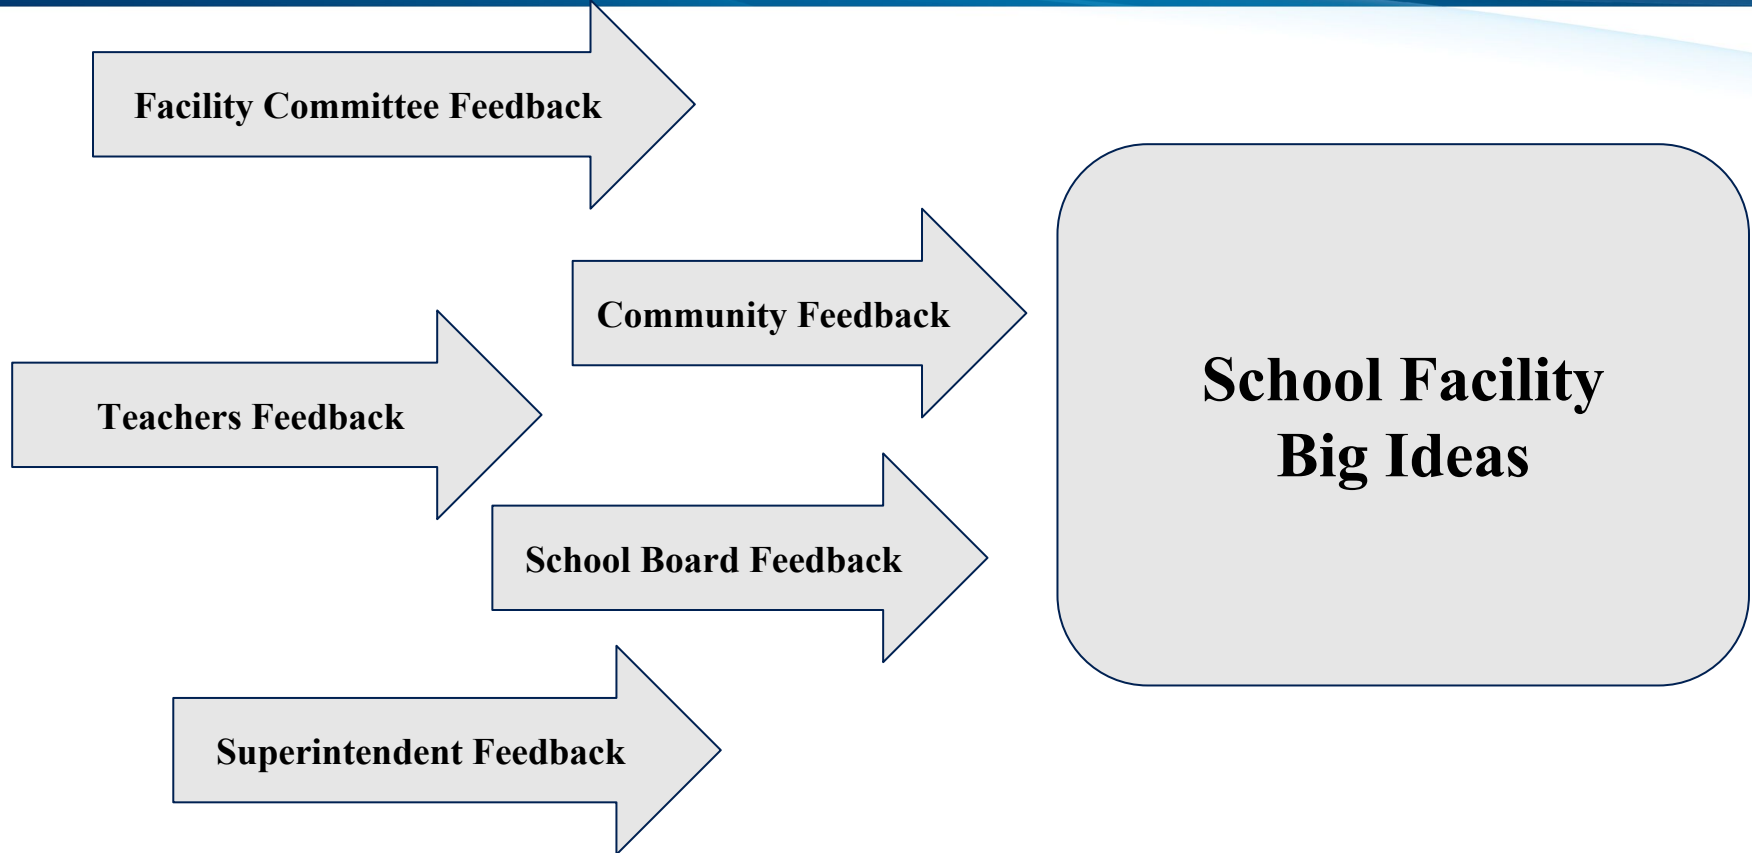 Facility Committee Feedback
Community Feedback
Teachers Feedback
School Board Feedback
Superintendent Feedback
School Facility
Big Ideas